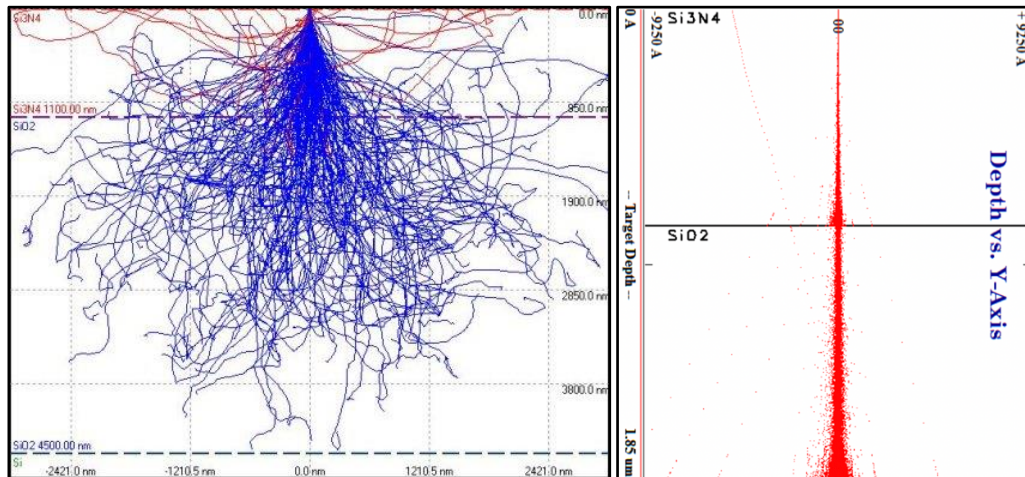 Si3N4
0.0 nm
Si3N4 1100.00 nm
950.0 nm
SiO2
1900.0 nm
2850.0 nm
3800.0 nm
SiO2 4500.00 nm
Si
-2421.0 nm
-1210.5 nm
0.0 nm
1210.5 nm
2421.0 nm
0 A
-- Target Depth --
1.85 um
-9250 A
Si3N4
00
+9250 A
SiO2
Depth vs. Y-Axis